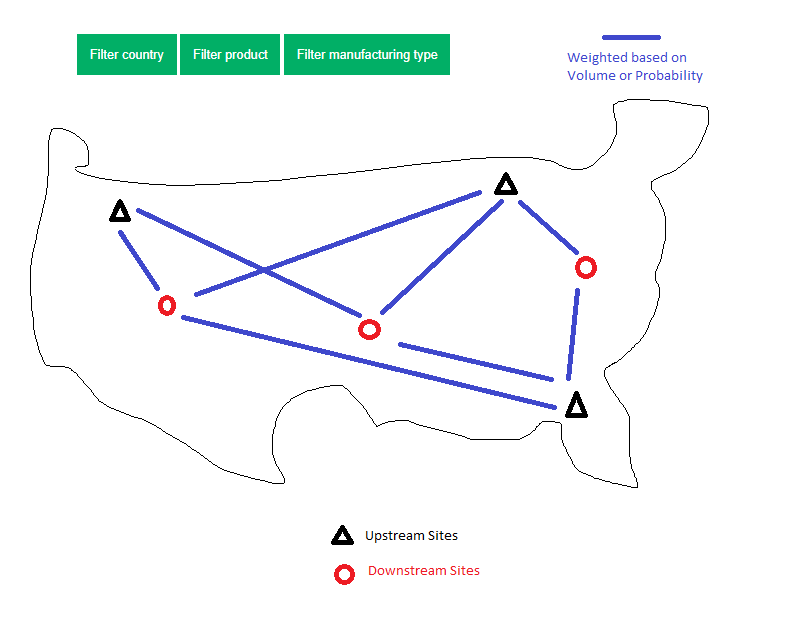 Filter country
Filter product
Filter manufacturing type
Weighted based on
Volume or Probability
Upstream Sites
Downstream Sites